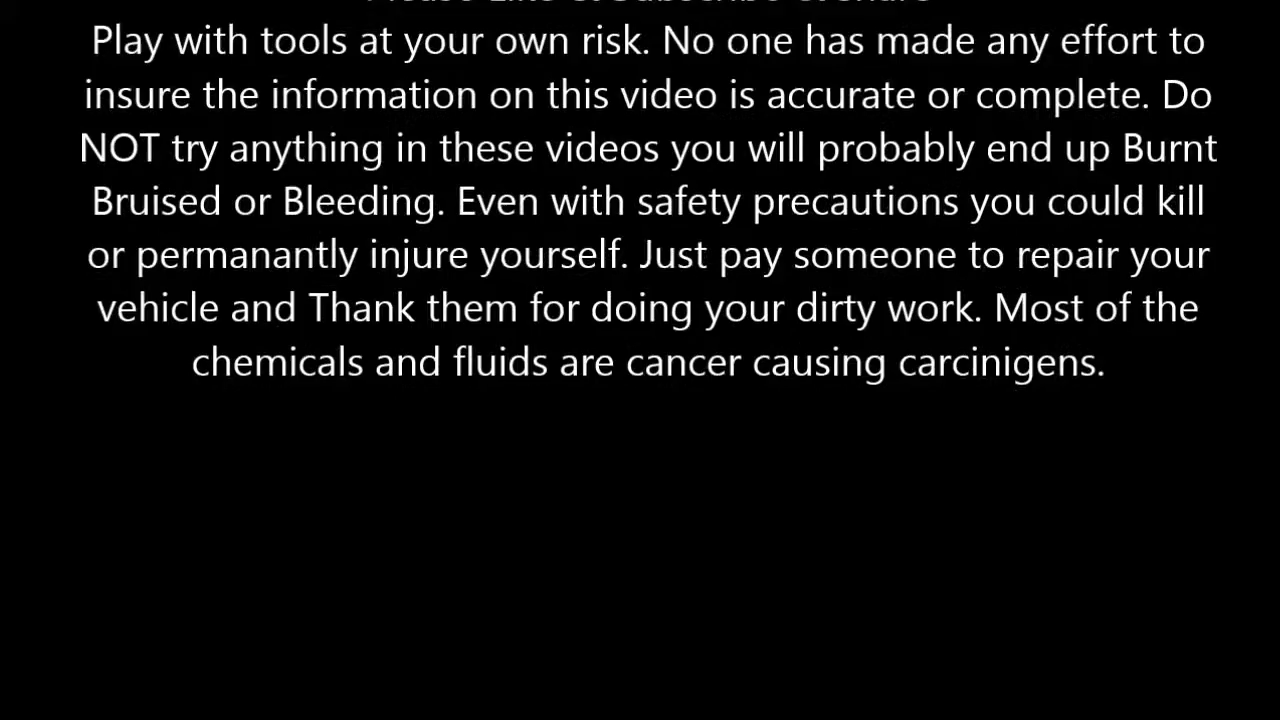 Please Like & Subscribe & Share
Play with tools at your own risk. No one has made any effort to
insure the information on this video is accurate or complete. Do
NOT try anything in these videos you will probably end up Burnt
Bruised or Bleeding. Even with safety precautions you could kill
or permanantly injure yourself. Just pay someone to repair your
vehicle and Thank them for doing your dirty work. Most of the
chemicals and fluids are cancer causing carcinigens.